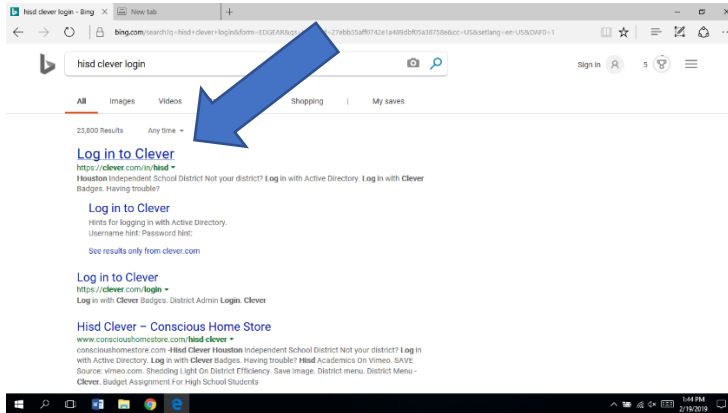 hisd clever login - Bing
New tab
bing.com/search?q=hisd+clever+login&form=EDGEAR&qs
hisd clever login
Sign in
5
All Images Videos Shopping | My saves
23,800 Results Any time
Log in to Clever
https://clever.com/in/hisd
Houston Independent School District Not your district? Log in with Active Directory. Log in with Clever
Badges. Having trouble?
Log in to Clever
Hints for logging in with Active Directory.
Username hint: Password hint:
See results only from clever.com
Log in to Clever
https://clever.com/login
Log in with Clever Badges. District Admin Login. Clever
Hisd Clever – Conscious Home Store
www.conscioushomestore.com/hisd-clever
conscioushomestore.com -Hisd Clever Houston Independent School District Not your district? Log in
with Active Directory. Log in with Clever Badges. Having trouble? Hisd Academics On Vimeo. SAVE
Source: vimeo.com. Shedding Light On District Efficiency. Save Image. District menu. District Menu -
Clever. Budget Assignment For High School Students
1:44 PM
2/19/2019